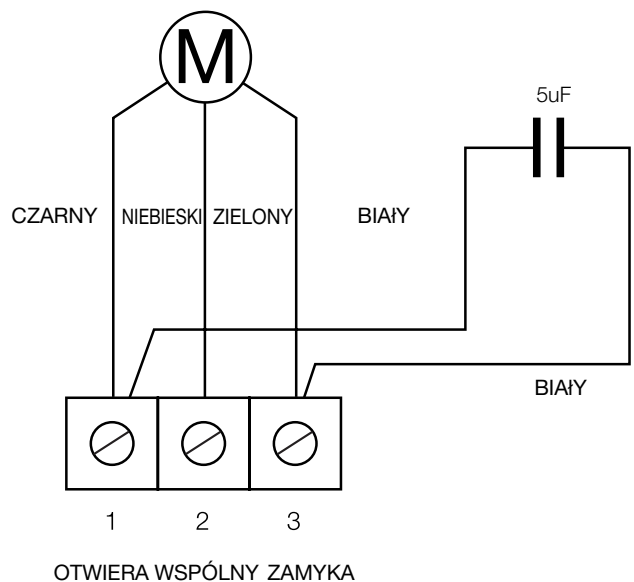 M
5uF
CZARNY NIEBIESKI ZIELONY BIAŁY
BIAŁY
1 2 3
OTWIERA WSPÓLNY ZAMYKA